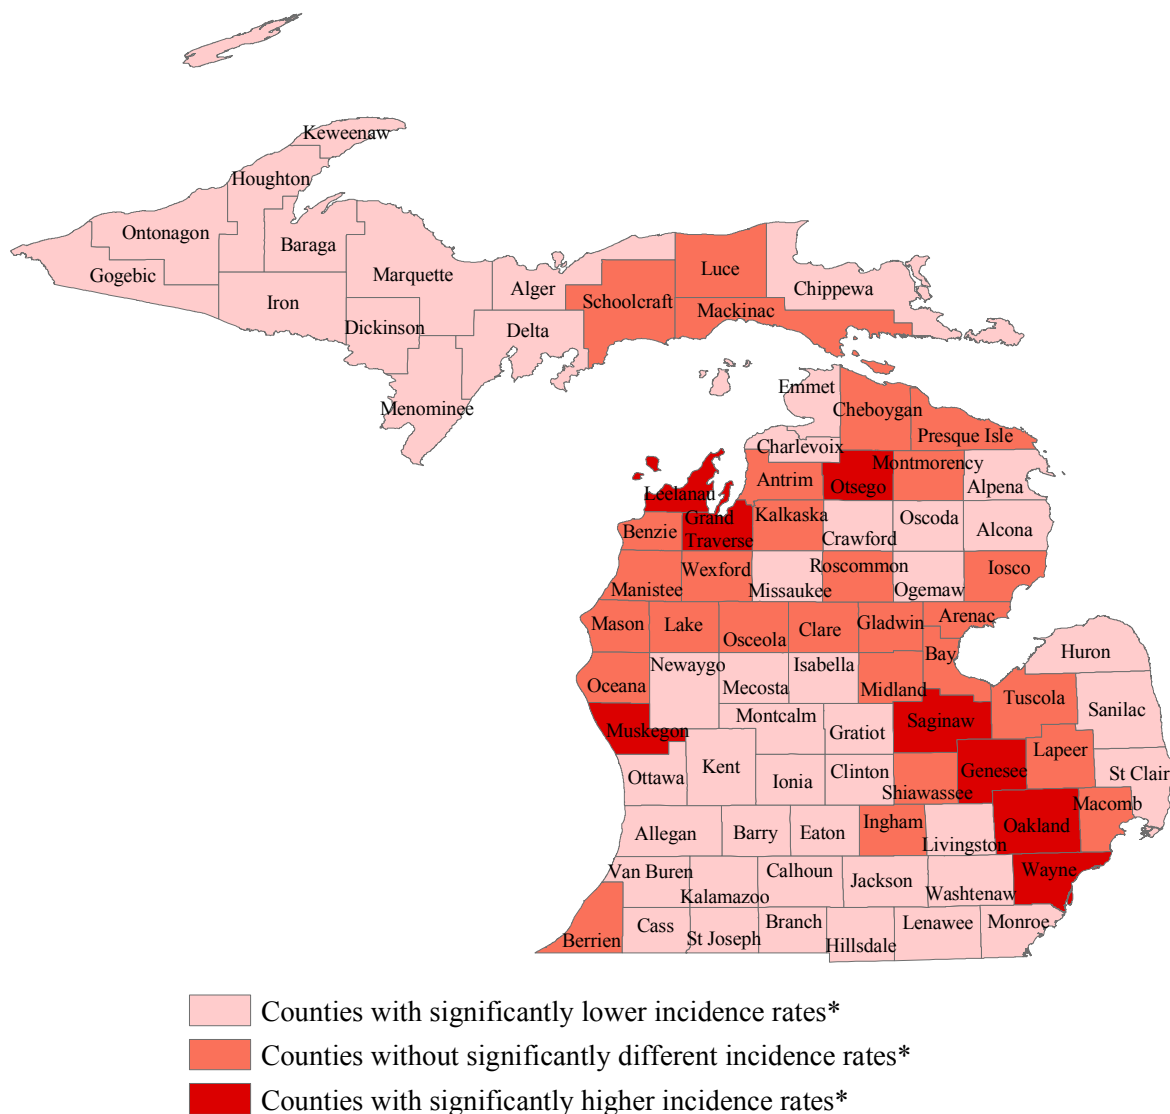 Keweenaw
Houghton
Ontonagon
Baraga
Gogebic
Marquette
Iron
Alger
Luce
Chippewa
Schoolcraft
Mackinac
Dickinson
Delta
Menominee
Emmet
Cheboygan
Presque Isle
Charlevoix
Montmorency
Antrim
Otsego
Alpena
Leelanau
Grand
Traverse
Kalkaska
Benzie
Crawford
Oscoda
Alcona
Wexford
Manistee
Missaukee
Roscommon
Ogemaw
Iosco
Mason
Lake
Osceola
Clare
Gladwin
Arenac
Bay
Huron
Newaygo
Isabella
Oceana
Mecosta
Midland
Tuscola
Sanilac
Montcalm
Muskegon
Gratiot
Saginaw
Lapeer
Ottawa
Kent
Ionia
Clinton
Shiawassee
Genesee
St Clair
Macomb
Allegan
Barry
Eaton
Ingham
Livingston
Oakland
Van Buren
Kalamazoo
Calhoun
Jackson
Washtenaw
Wayne
Berrien
Cass
St Joseph
Branch
Hillsdale
Lenawee
Monroe
Counties with significantly lower incidence rates*
Counties without significantly different incidence rates*
Counties with significantly higher incidence rates*